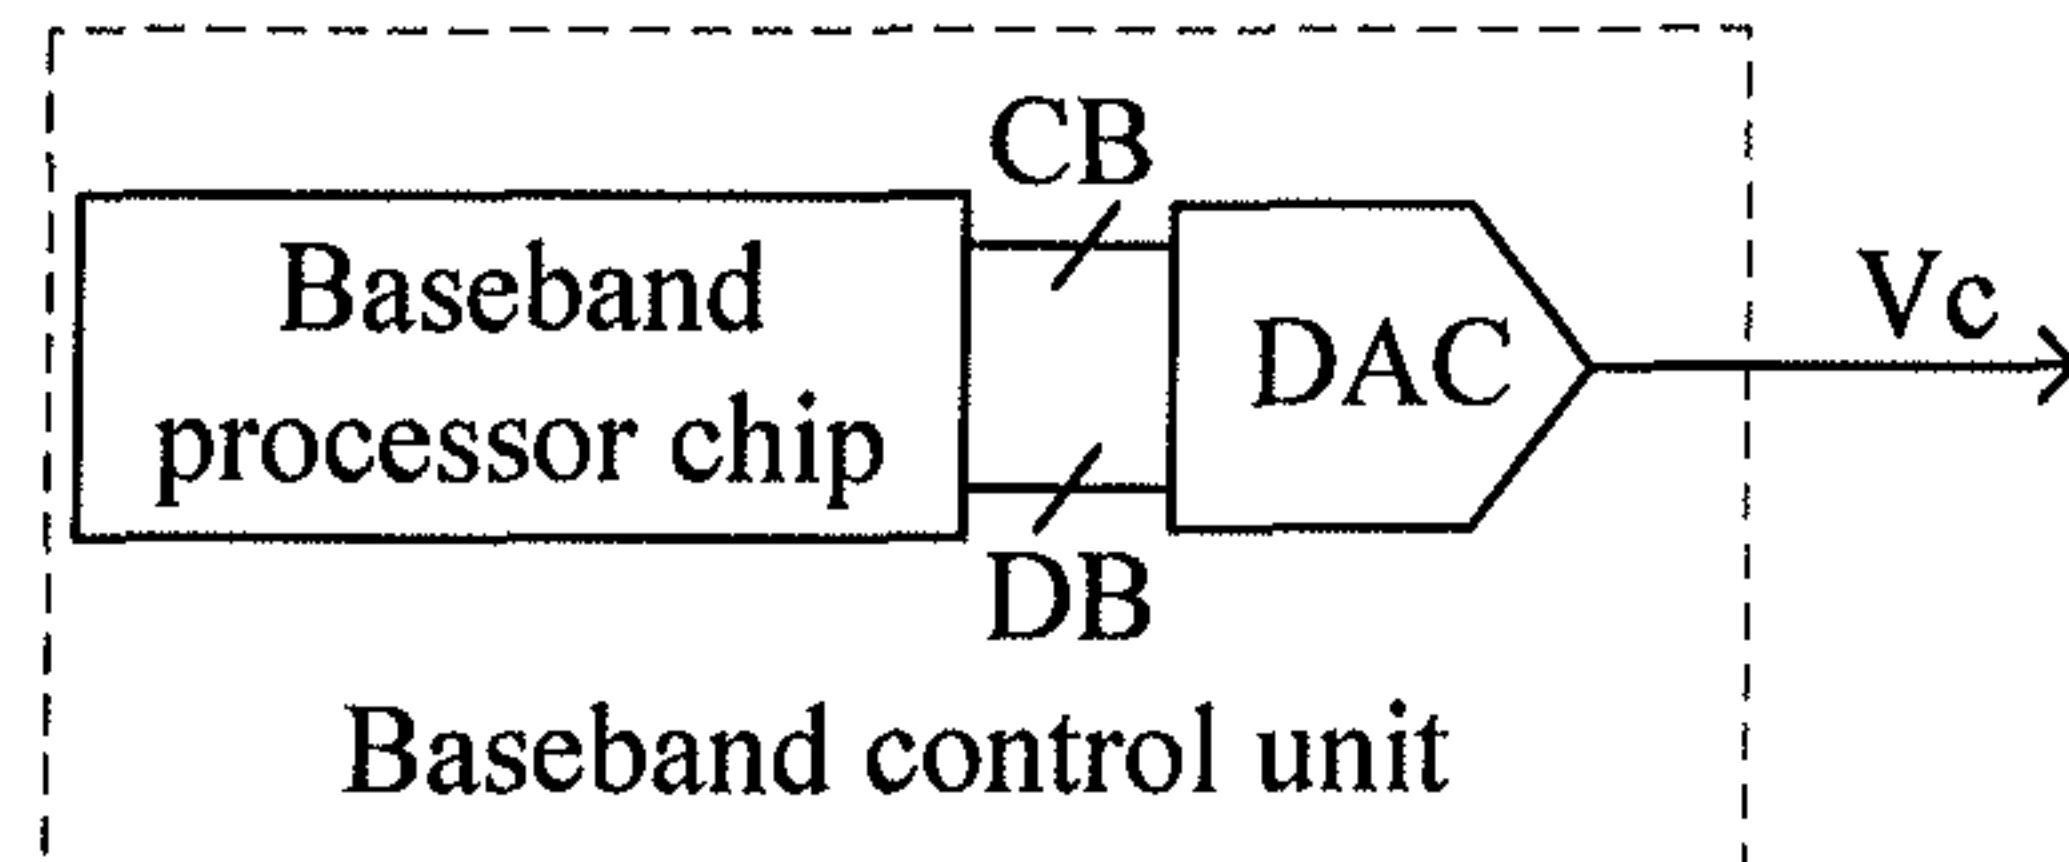 CB
Baseband
processor chip
DAC
Vc
DB
Baseband control unit